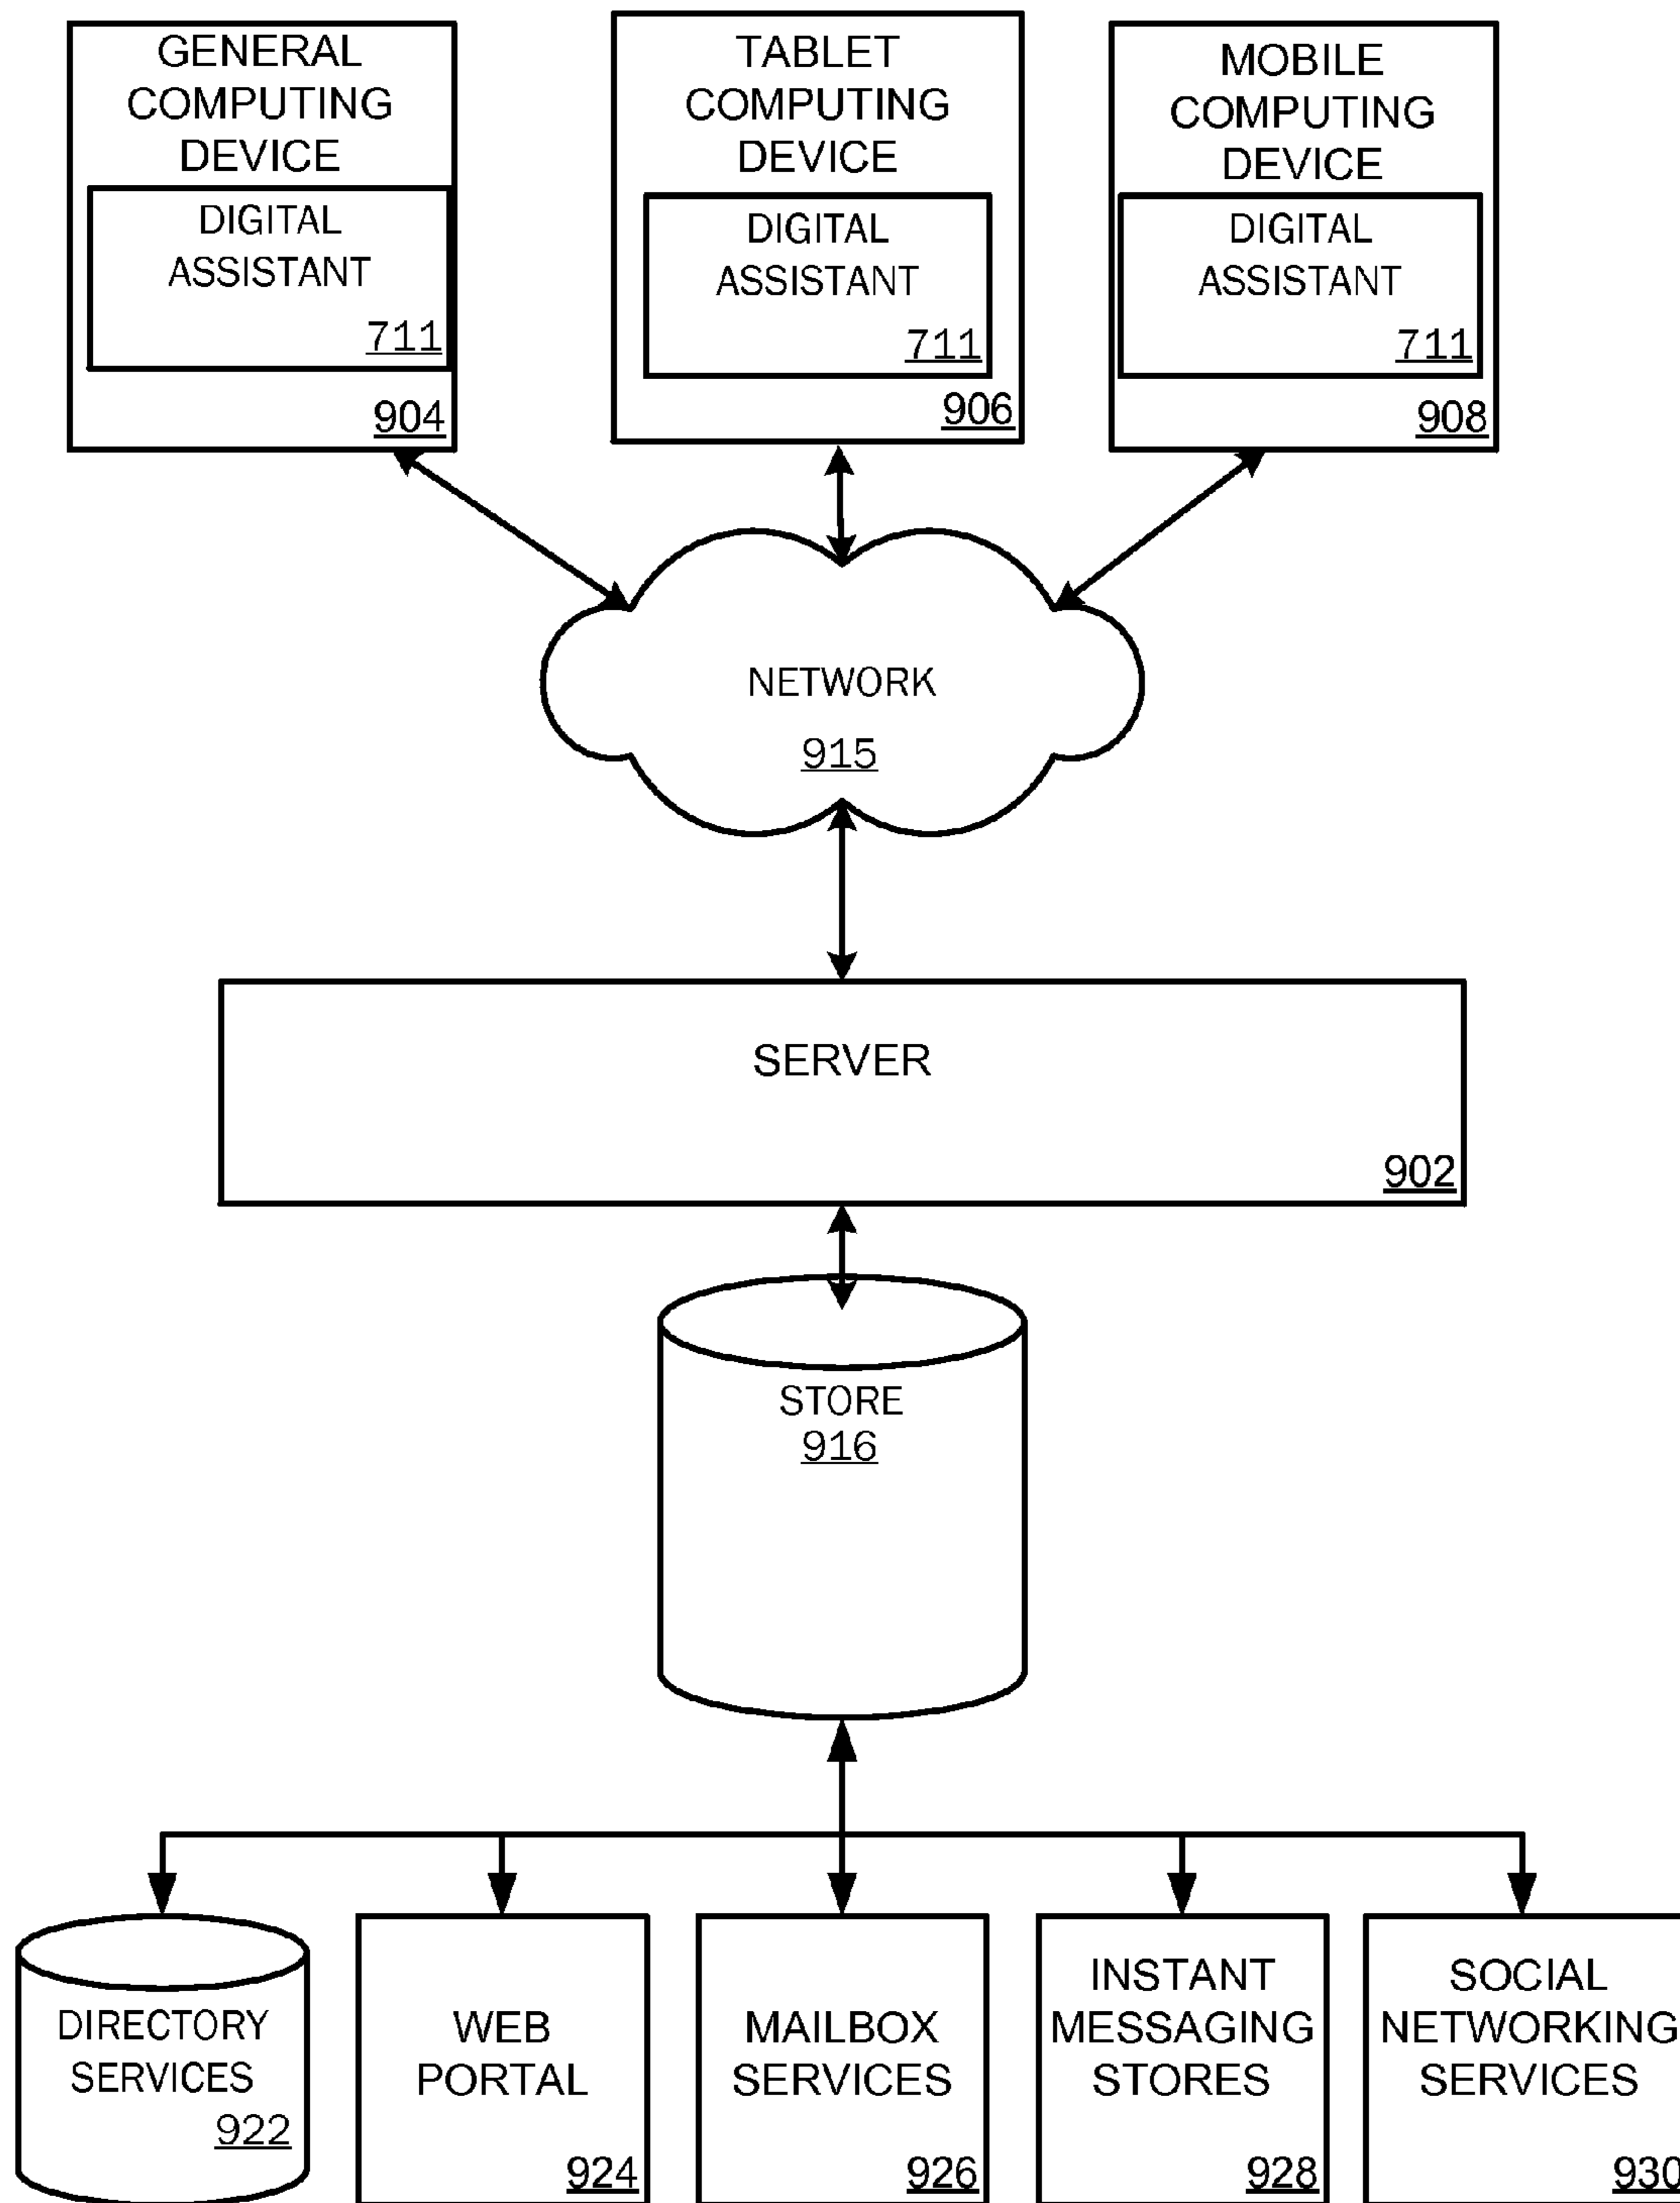 GENERAL
COMPUTING
DEVICE
DIGITAL
ASSISTANT
711
904
TABLET
COMPUTING
DEVICE
DIGITAL
ASSISTANT
711
906
MOBILE
COMPUTING
DEVICE
DIGITAL
ASSISTANT
711
908
NETWORK
915
SERVER
902
STORE
916
DIRECTORY
SERVICES
922
WEB
PORTAL
924
MAILBOX
SERVICES
926
INSTANT
MESSAGING
STORES
928
SOCIAL
NETWORKING
SERVICES
930